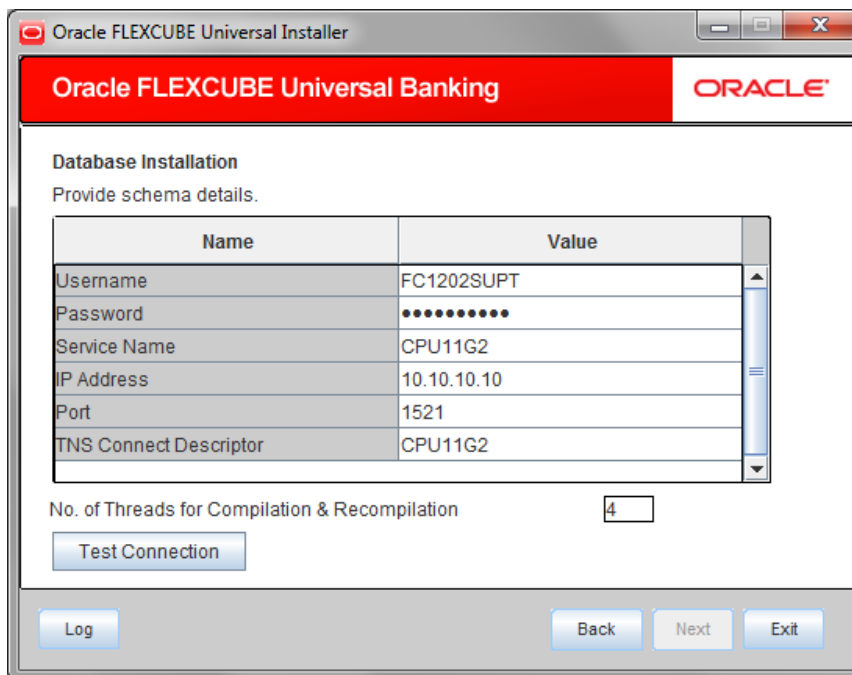 Oracle FLEXCUBE Universal Installer
Oracle FLEXCUBE Universal Banking ORACLE
Database Installation
Provide schema details.
Name Value
Username FC1202SUPT
Password ●●●●●●●●●●
Service Name CPU11G2
IP Address 10.10.10.10
Port 1521
TNS Connect Descriptor CPU11G2
No. of Threads for Compilation & Recompilation 4
Test Connection
Log Back Next Exit